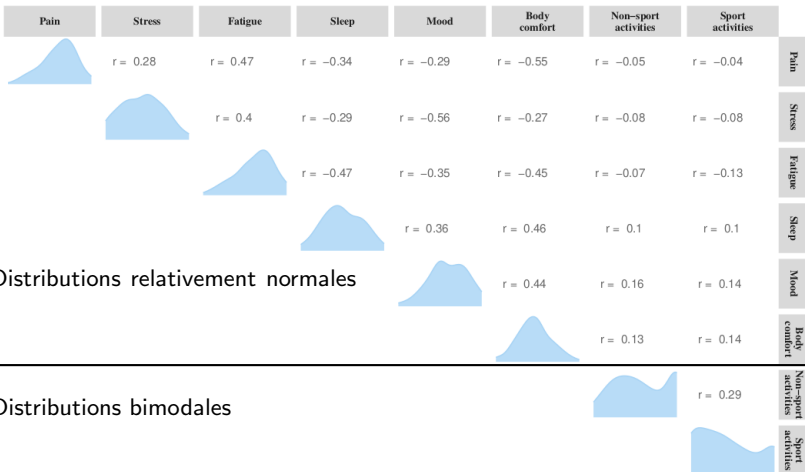 Pain Stress Fatigue Sleep Mood Body comfort Non−sport activities Sport activities
r = 0.28 r = 0.47 r = −0.34 r = −0.29 r = −0.55 r = −0.05 r = −0.04 Pain
r = 0.4 r = −0.29 r = −0.56 r = −0.27 r = −0.08 r = −0.08 Stress
r = −0.47 r = −0.35 r = −0.45 r = −0.07 r = −0.13 Fatigue
r = 0.36 r = 0.46 r = 0.1 r = 0.1 Sleep
Distributions relativement normales
r = 0.44 r = 0.16 r = 0.14 Mood
r = 0.13 r = 0.14 Body comfort
r = 0.29 Non−sport activities
Distributions bimodales
Sport activities